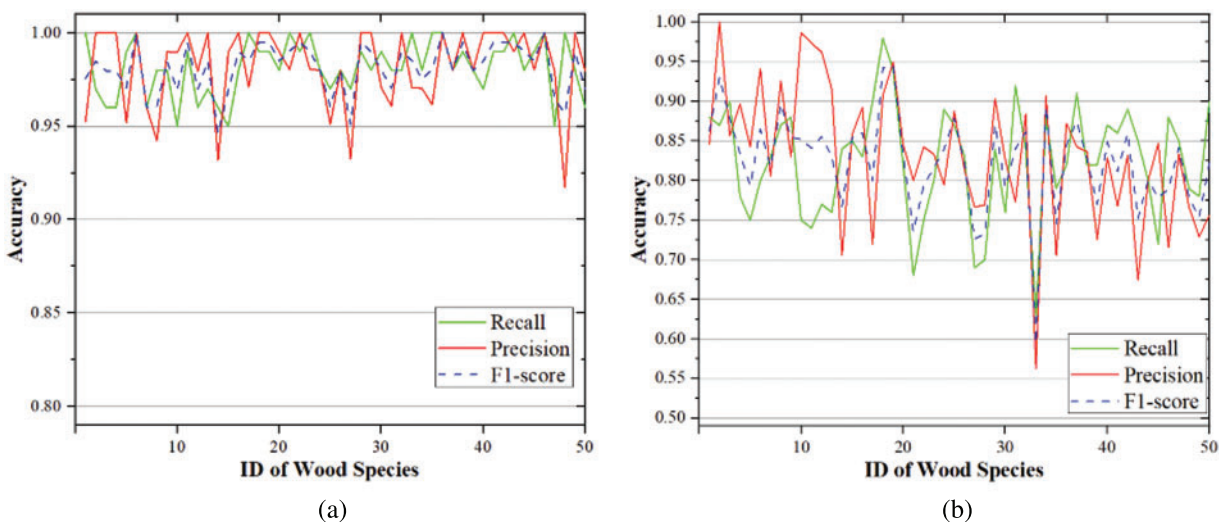 1.00
0.95
0.90
0.85
0.80
Accuracy
Recall
Precision
F1-score
10 20 30 40 50
ID of Wood Species
(a)
1.00
0.95
0.90
0.85
0.80
0.75
0.70
0.65
0.60
0.55
0.50
Accuracy
Recall
Precision
F1-score
10 20 30 40 50
ID of Wood Species
(b)